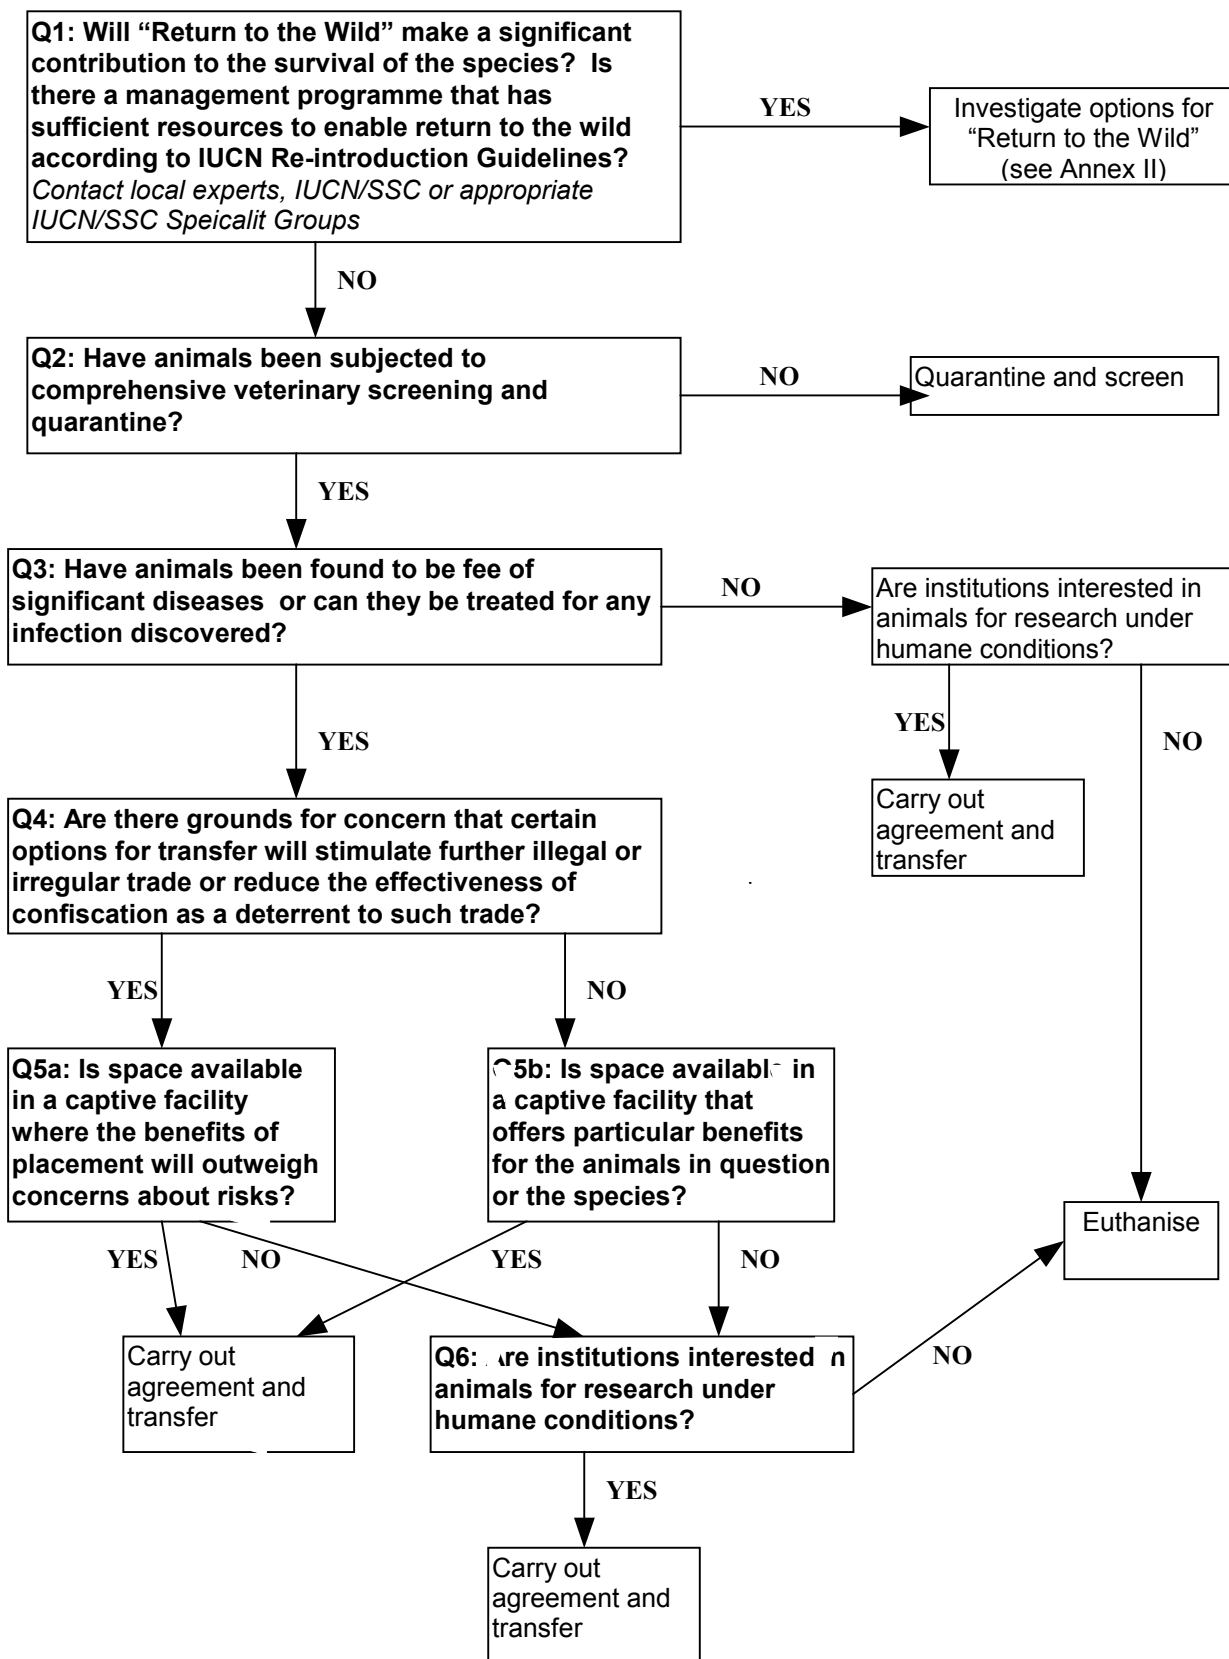 Q1: Will “Return to the Wild” make a significant
contribution to the survival of the species?  Is
there a management programme that has
sufficient resources to enable return to the wild
according to IUCN Re-introduction Guidelines?
Contact local experts, IUCN/SSC or appropriate
IUCN/SSC Speicalit Groups
YES
Investigate options for
“Return to the Wild”
(see Annex II)
NO
Q2: Have animals been subjected to
comprehensive veterinary screening and
quarantine?
NO
Quarantine and screen
YES
Q3: Have animals been found to be fee of
significant diseases  or can they be treated for any
infection discovered?
NO
Are institutions interested in
animals for research under
humane conditions?
YES
YES
NO
Carry out
agreement and
transfer
Q4: Are there grounds for concern that certain
options for transfer will stimulate further illegal or
irregular trade or reduce the effectiveness of
confiscation as a deterrent to such trade?
YES
NO
Q5a: Is space available
in a captive facility
where the benefits of
placement will outweigh
concerns about risks?
Q5b: Is space available in
a captive facility that
offers particular benefits
for the animals in question
or the species?
Euthanise
YES
NO
YES
NO
Carry out
agreement and
transfer
Q6: Are institutions interested in
animals for research under
humane conditions?
NO
YES
Carry out
agreement and
transfer